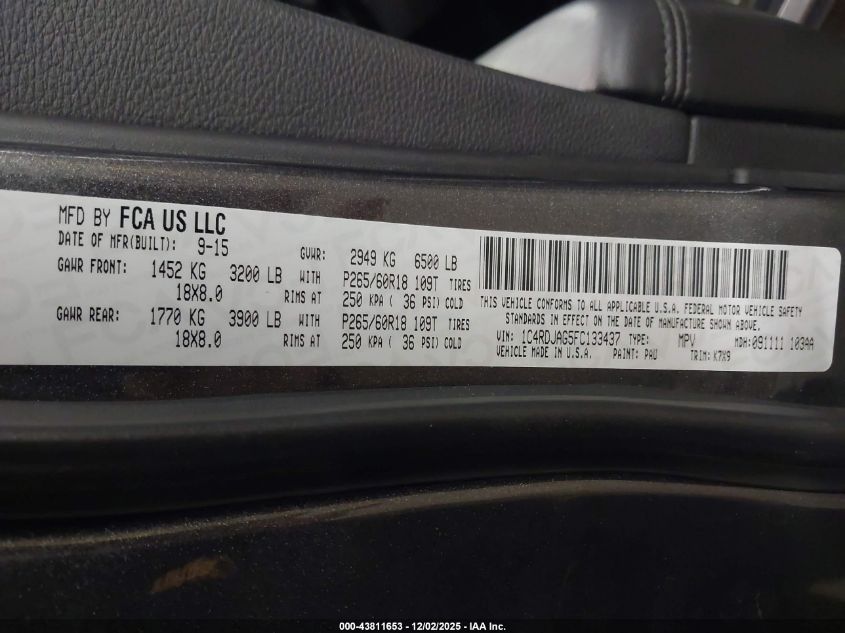 MFD BY FCA US LLC
DATE OF MFR(BUILT): 9-15 GVWR: 2949 KG 6500 LB
GAWR FRONT: 1452 KG 3200 LB WITH P265/60R18 109T TIRES
18X8.0 RIMS AT 250 KPA ( 36 PSI) COLD
GAWR REAR: 1770 KG 3900 LB WITH P265/60R18 109T TIRES
18X8.0 RIMS AT 250 KPA ( 36 PSI) COLD
THIS VEHICLE CONFORMS TO ALL APPLICABLE U.S.A. FEDERAL MOTOR VEHICLE SAFETY
STANDARDS IN EFFECT ON THE DATE OF MANUFACTURE SHOWN ABOVE.
VIN: 1C4RDJAG5FC133437 TYPE: MPV MDH: 091111 103AA
VEHICLE MADE IN U.S.A. PAINT: PAU TRIM: K7X9
000-43811653 - 12/02/2025 - IAA Inc.